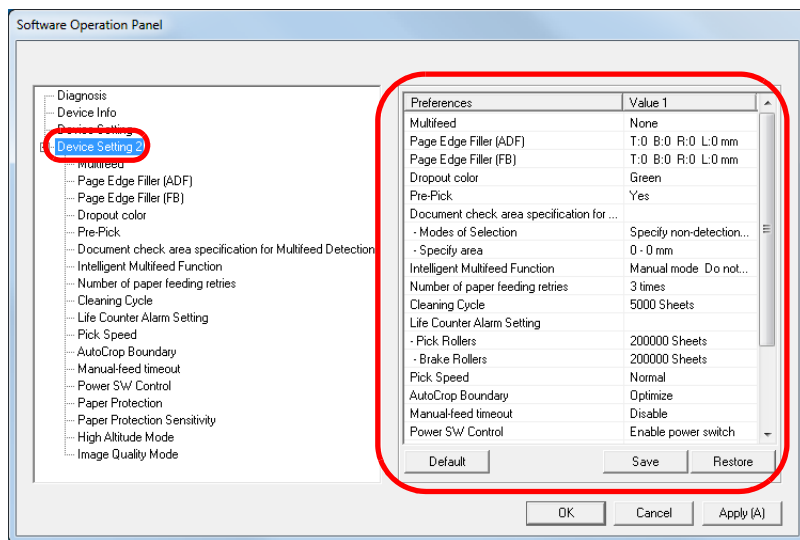 Software Operation Panel
Diagnosis
Device Info
Device Setting
Device Setting 2
Multifeed
Page Edge Filler (ADF)
Page Edge Filler (FB)
Dropout color
Pre-Pick
Document check area specification for Multifeed Detection
Intelligent Multifeed Function
Number of paper feeding retries
Cleaning Cycle
Life Counter Alarm Setting
Pick Speed
AutoCrop Boundary
Manual-feed timeout
Power SW Control
Paper Protection
Paper Protection Sensitivity
High Altitude Mode
Image Quality Mode
Preferences Value 1
Multifeed None
Page Edge Filler (ADF) T:0 B:0 R:0 L:0 mm
Page Edge Filler (FB) T:0 B:0 R:0 L:0 mm
Dropout color Green
Pre-Pick Yes
Document check area specification for ...
- Modes of Selection Specify non-detection...
- Specify area 0 - 0 mm
Intelligent Multifeed Function Manual mode Do not...
Number of paper feeding retries 3 times
Cleaning Cycle 5000 Sheets
Life Counter Alarm Setting
- Pick Rollers 200000 Sheets
- Brake Rollers 200000 Sheets
Pick Speed Normal
AutoCrop Boundary Optimize
Manual-feed timeout Disable
Power SW Control Enable power switch
Default Save Restore
OK Cancel Apply (A)